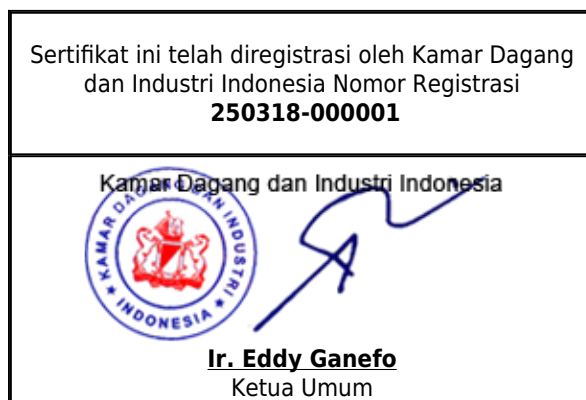 Sertifikat ini telah diregistrasi oleh Kamar Dagang
dan Industri Indonesia Nomor Registrasi
250318-000001
Kamar Dagang dan Industri Indonesia
KAMAR DAGANG DAN INDUSTRI
INDONESIA
Ir. Eddy Ganefo
Ketua Umum